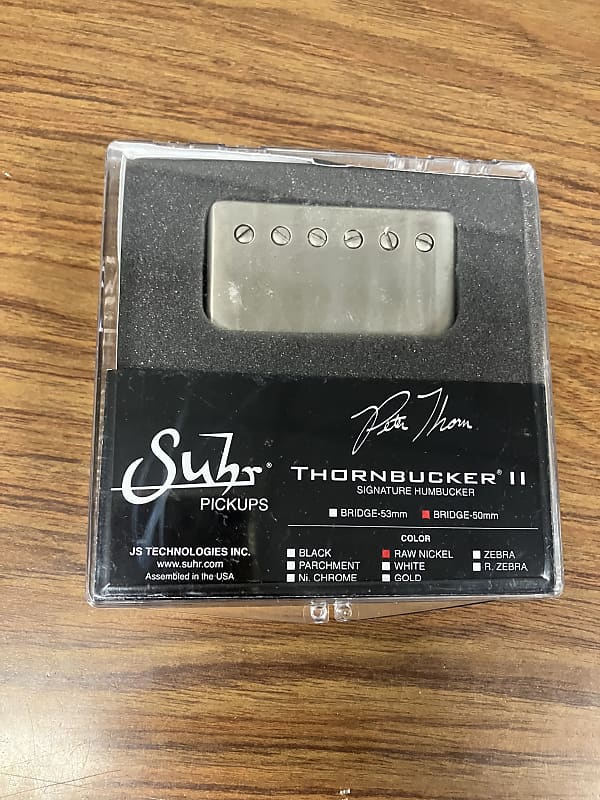 Pete Thorn
Suhr®
PICKUPS
THORNBUCKER® II
SIGNATURE HUMBUCKER
BRIDGE-53mm BRIDGE-50mm
COLOR
BLACK RAW NICKEL ZEBRA
PARCHMENT WHITE R. ZEBRA
Ni. CHROME GOLD
JS TECHNOLOGIES INC.
www.suhr.com
Assembled in the USA